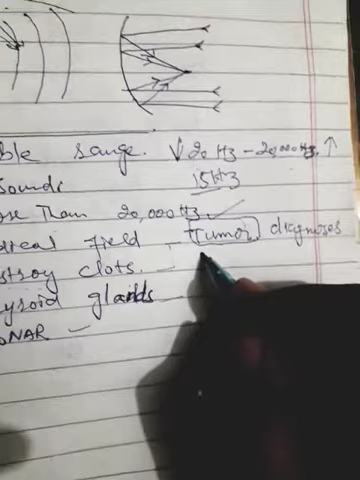 ble range. ↓ 20 Hz - 20,000 Hz. ↑
Sound: 15 Hz
ore Than 20,000 Hz ✓
dical field - Tumor diagnoses
stroy clots. -
yroid glands -
ONAR -